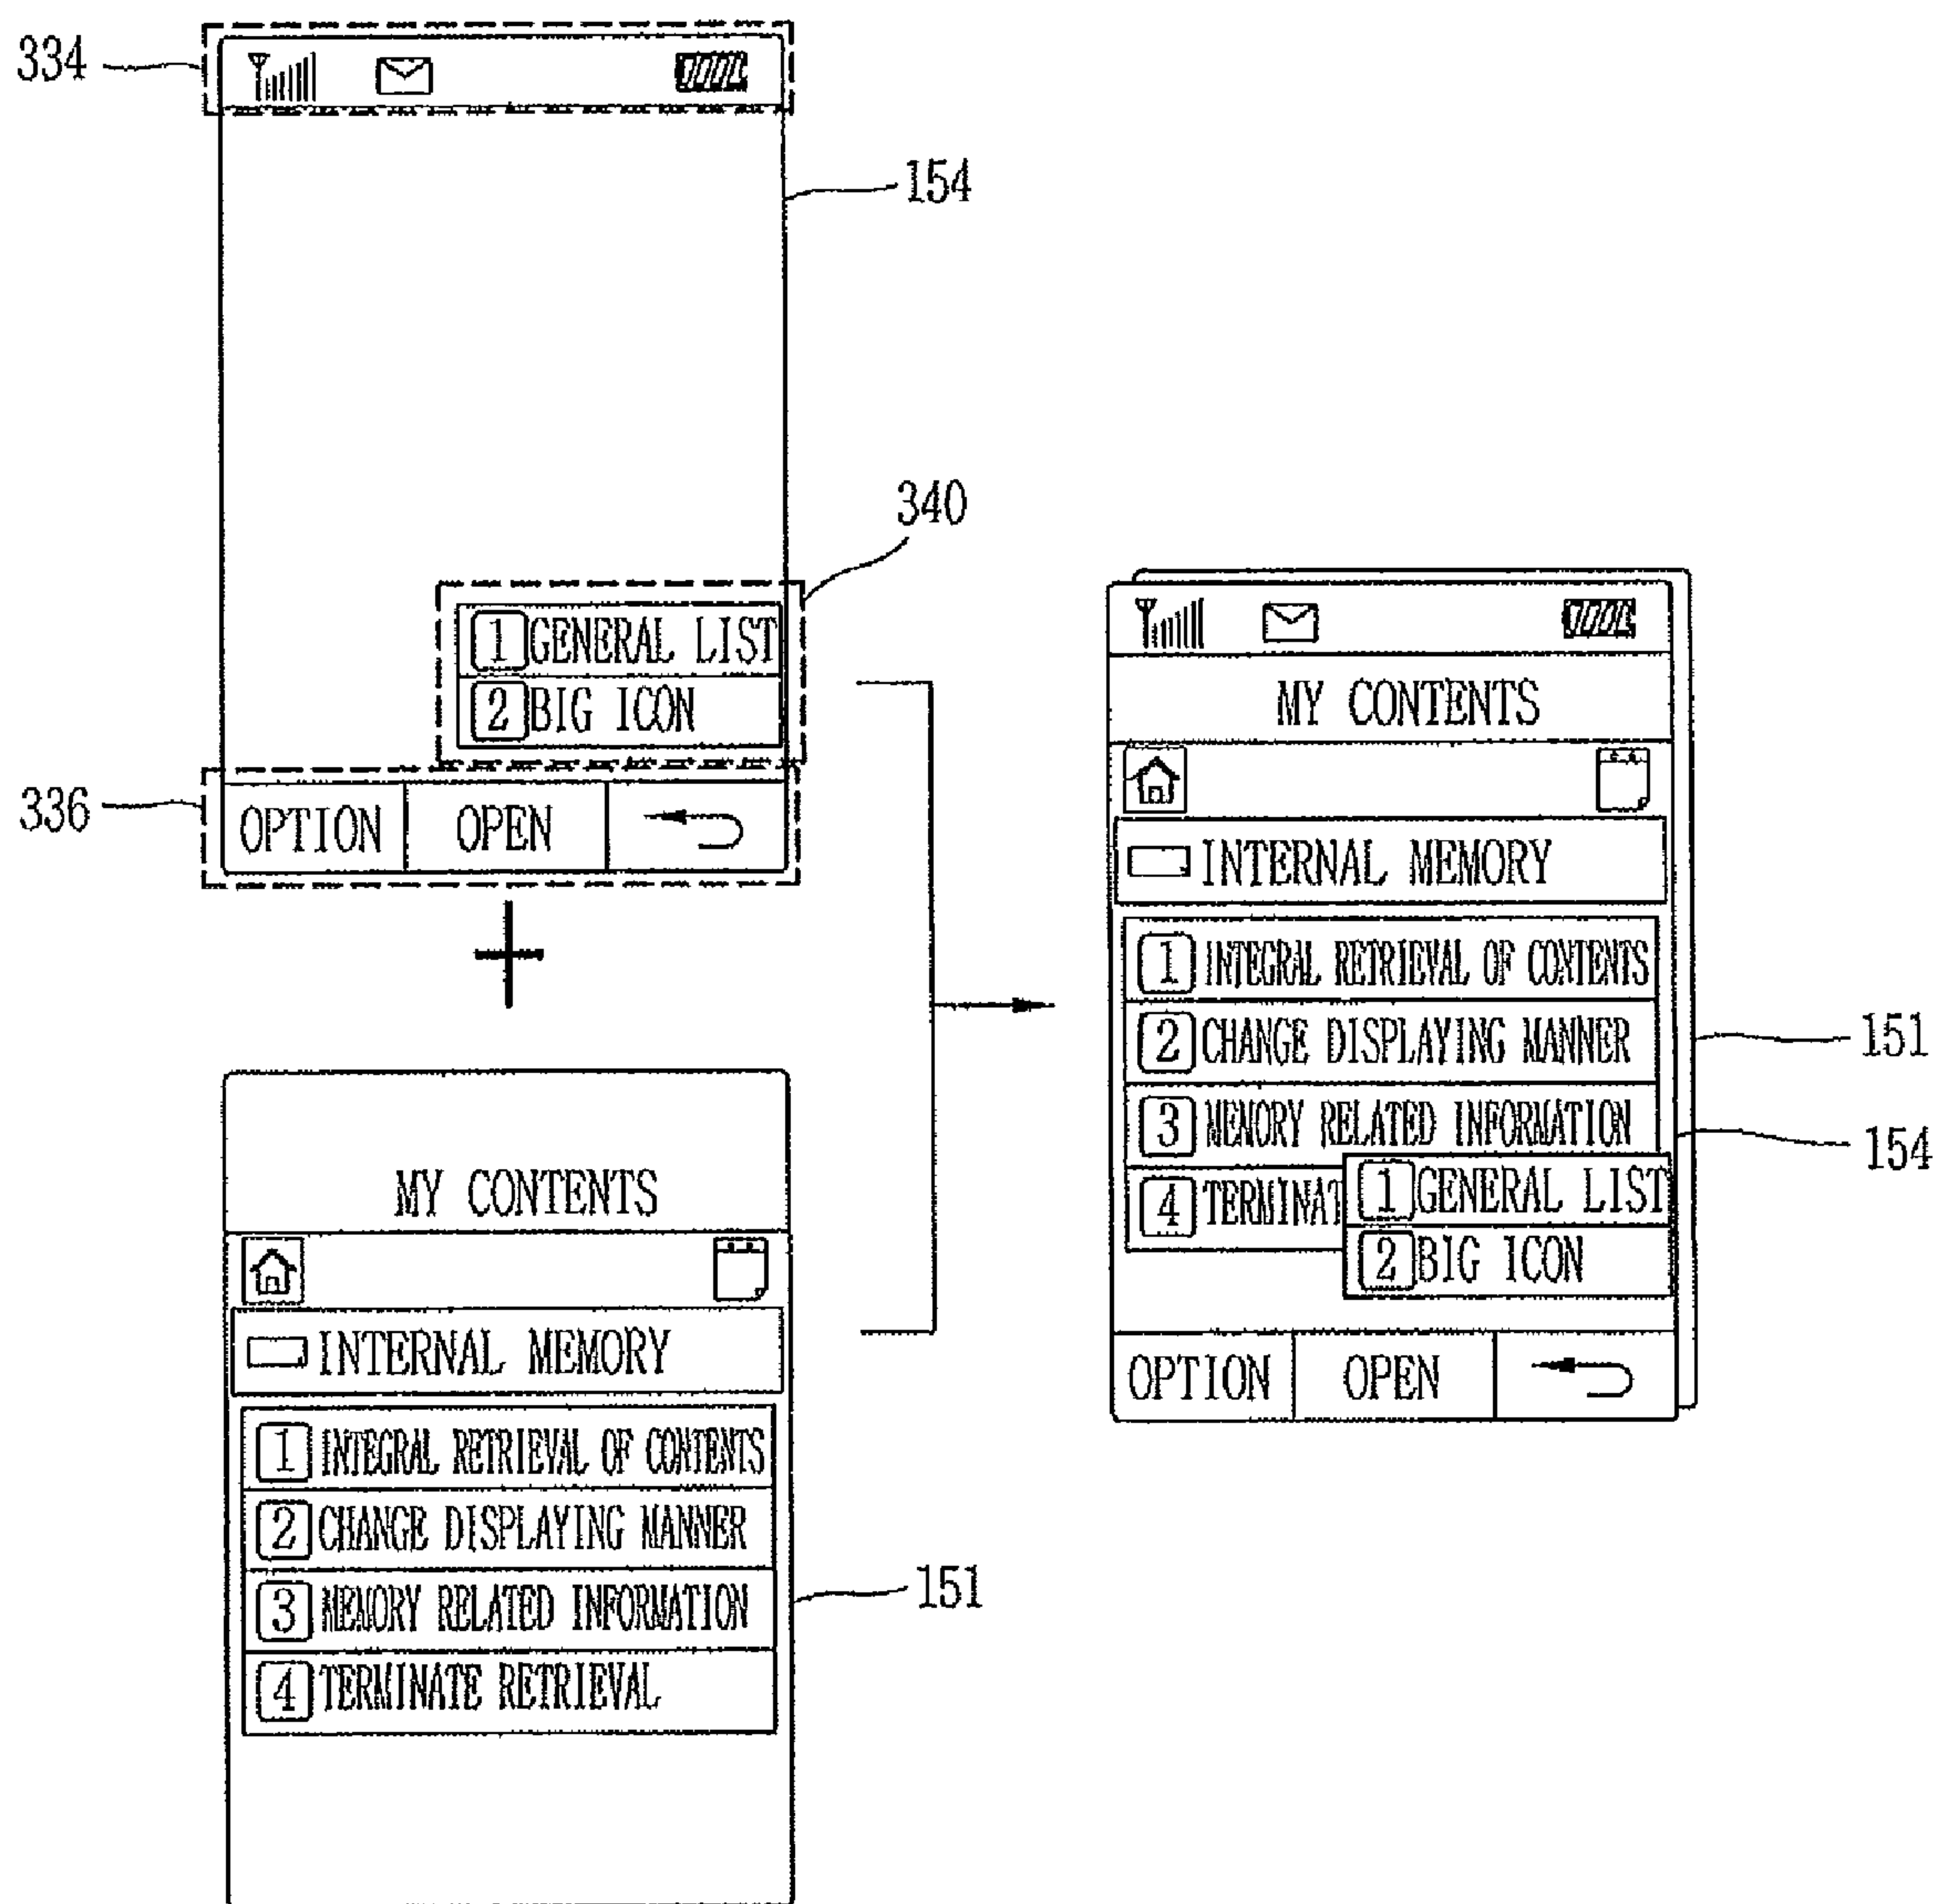 334
154
340
1 GENERAL LIST
2 BIG ICON
336
OPTION OPEN
MY CONTENTS
INTERNAL MEMORY
1 INTEGRAL RETRIEVAL OF CONTENTS
2 CHANGE DISPLAYING MANNER
3 MEMORY RELATED INFORMATION
4 TERMINATE RETRIEVAL
151
MY CONTENTS
INTERNAL MEMORY
1 INTEGRAL RETRIEVAL OF CONTENTS
2 CHANGE DISPLAYING MANNER
3 MEMORY RELATED INFORMATION
4 TERMINAT
1 GENERAL LIST
2 BIG ICON
OPTION OPEN
151
154